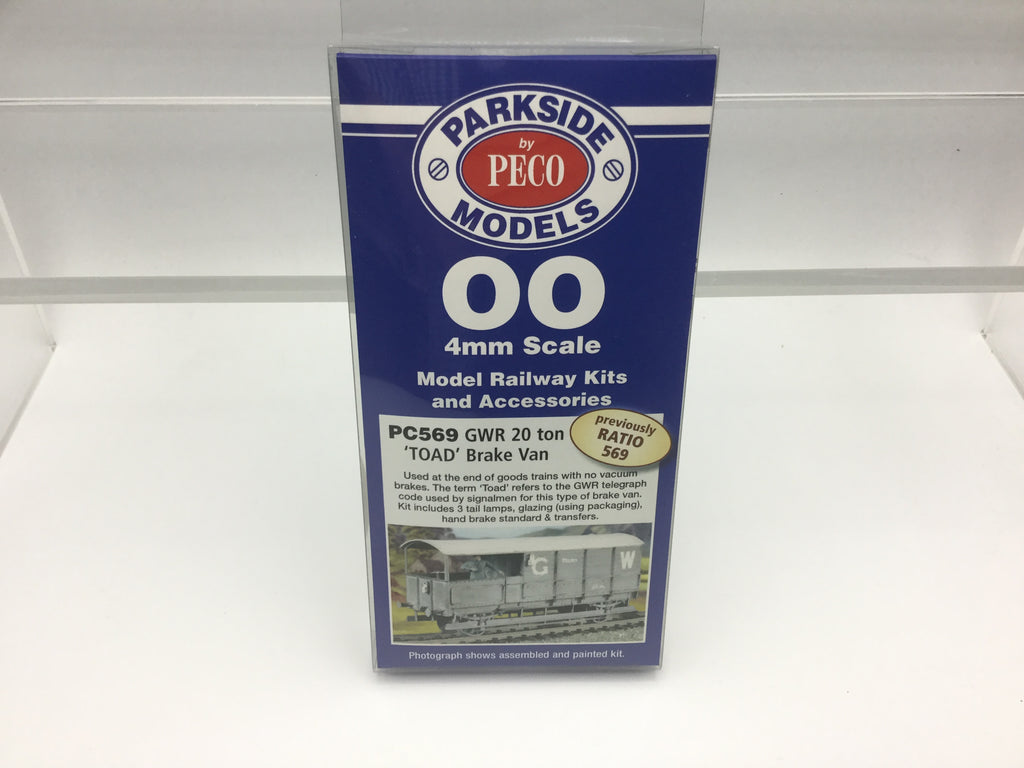 PARKSIDE
by
PECO
MODELS
OO
4mm Scale
Model Railway Kits
and Accessories
PC569 GWR 20 ton
'TOAD' Brake Van
previously
RATIO
569
Used at the end of goods trains with no vacuum
brakes. The term 'Toad' refers to the GWR telegraph
code used by signalmen for this type of brake van.
Kit includes 3 tail lamps, glazing (using packaging),
hand brake standard & transfers.
G W
Photograph shows assembled and painted kit.